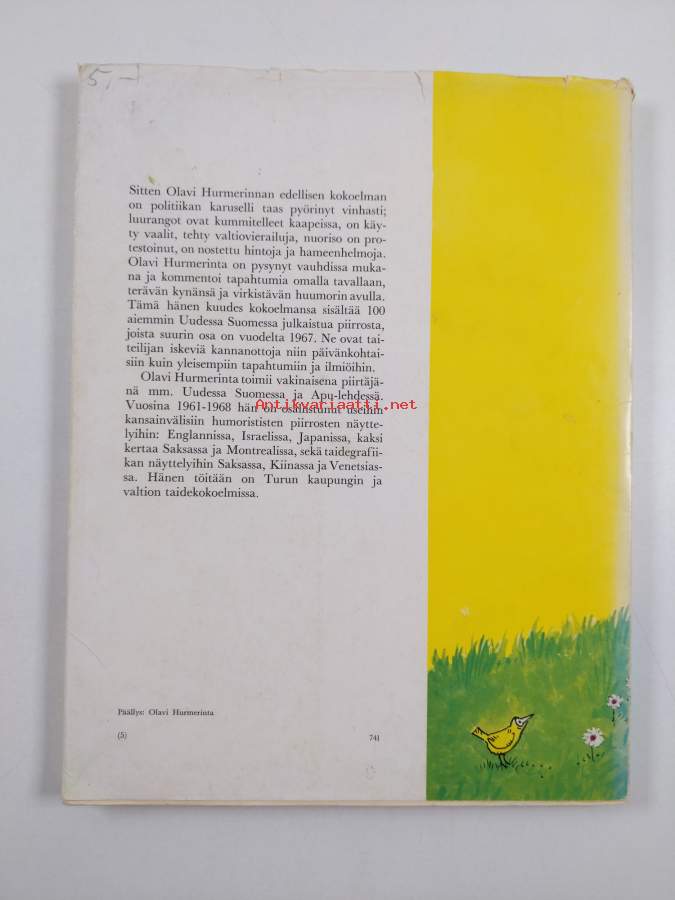 5,-
Sitten Olavi Hurmerinnan edellisen kokoelman
on politiikan karuselli taas pyörinyt vinhasti;
luurangot ovat kummitelleet kaapeissa, on käy-
ty vaalit, tehty valtiovierailuja, nuoriso on pro-
testoinut, on nostettu hintoja ja hameenhelmoja.
Olavi Hurmerinta on pysynyt vauhdissa muka-
na ja kommentoi tapahtumia omalla tavallaan,
terävän kynänsä ja virkistävän huumorin avulla.
Tämä hänen kuudes kokoelmansa sisältää 100
aiemmin Uudessa Suomessa julkaistua piirrosta,
joista suurin osa on vuodelta 1967. Ne ovat tai-
teilijan iskeviä kannanottoja niin päivänkohtai-
siin kuin yleisempiin tapahtumiin ja ilmiöihin.
Olavi Hurmerinta toimii vakinaisena piirtäjä-
nä mm. Uudessa Suomessa ja Apu-lehdessä.
Vuosina 1961-1968 hän on osallistunut useihin
Antikvariaatti.net
kansainvälisiin humorististen piirrosten näytte-
lyihin: Englannissa, Israelissa, Japanissa, kaksi
kertaa Saksassa ja Montrealissa, sekä taidegrafii-
kan näyttelyihin Saksassa, Kiinassa ja Venetsias-
sa. Hänen töitään on Turun kaupungin ja
valtion taidekokoelmissa.
Päällys: Olavi Hurmerinta
(5) 741